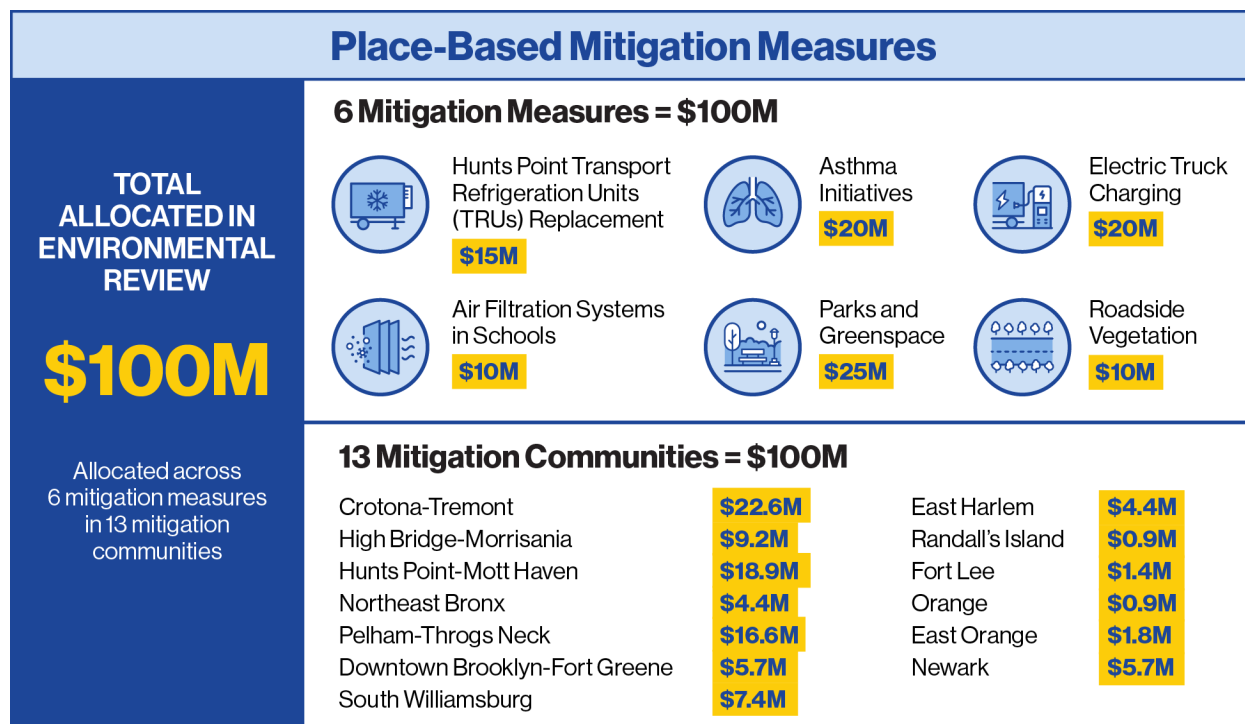 Place-Based Mitigation Measures
TOTAL
ALLOCATED IN
ENVIRONMENTAL
REVIEW
$100M
Allocated across
6 mitigation measures
in 13 mitigation
communities
6 Mitigation Measures = $100M
Hunts Point Transport
Refrigeration Units
(TRUs) Replacement
$15M
Asthma
Initiatives
$20M
Electric Truck
Charging
$20M
Air Filtration Systems
in Schools
$10M
Parks and
Greenspace
$25M
Roadside
Vegetation
$10M
13 Mitigation Communities = $100M
Crotona-Tremont $22.6M
High Bridge-Morrisania $9.2M
Hunts Point-Mott Haven $18.9M
Northeast Bronx $4.4M
Pelham-Throgs Neck $16.6M
Downtown Brooklyn-Fort Greene $5.7M
South Williamsburg $7.4M
East Harlem $4.4M
Randall’s Island $0.9M
Fort Lee $1.4M
Orange $0.9M
East Orange $1.8M
Newark $5.7M